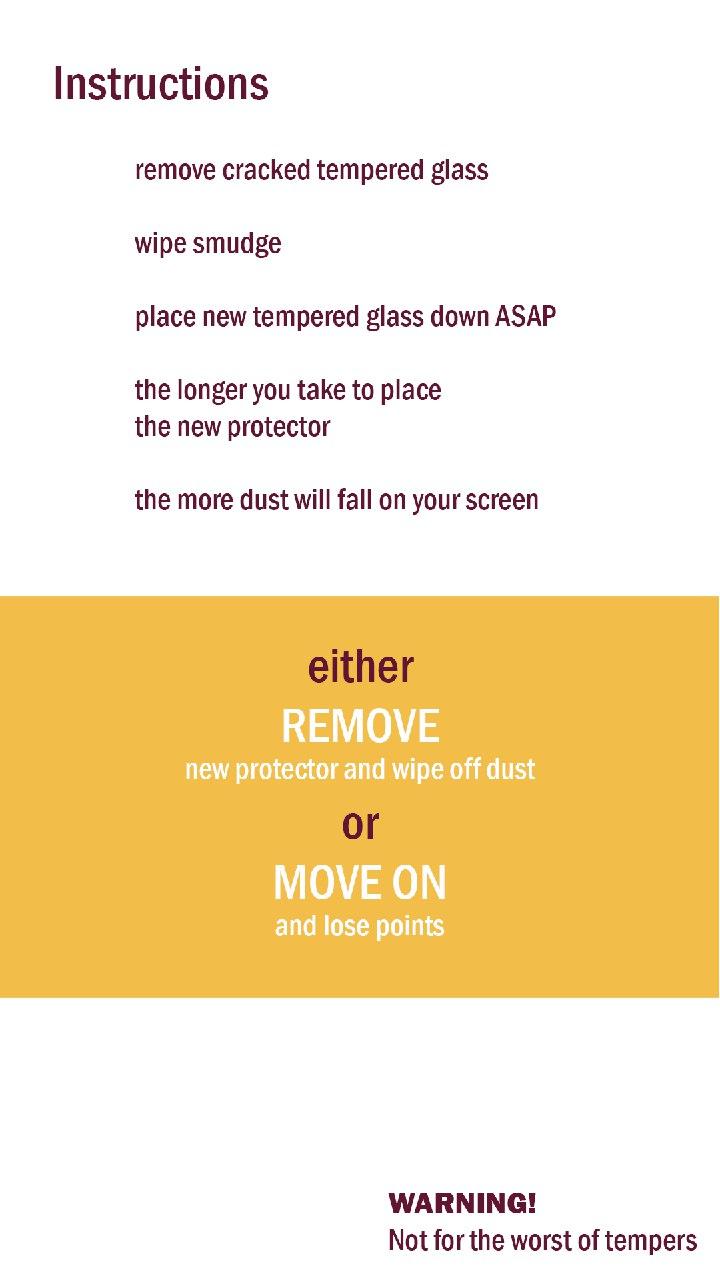 Instructions
remove cracked tempered glass
wipe smudge
place new tempered glass down ASAP
the longer you take to place
the new protector
the more dust will fall on your screen
either
REMOVE
new protector and wipe off dust
or
MOVE ON
and lose points
WARNING!
Not for the worst of tempers